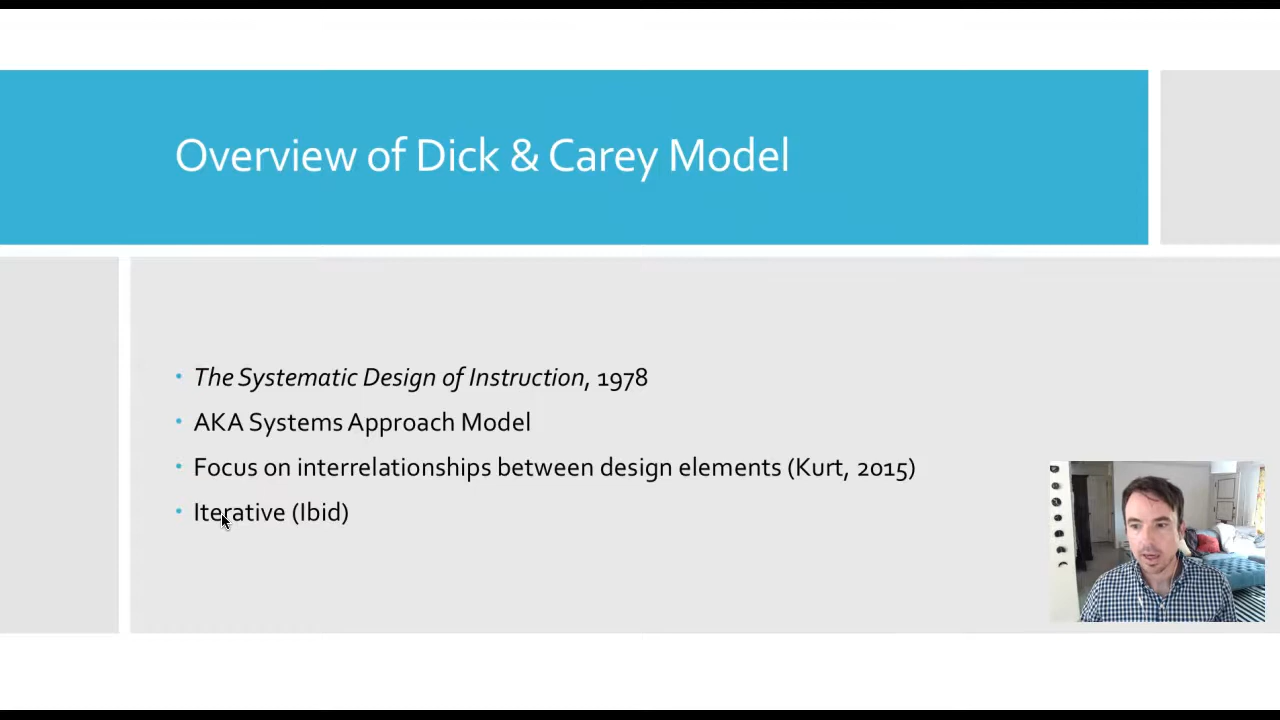 Overview of Dick & Carey Model
The Systematic Design of Instruction, 1978
AKA Systems Approach Model
Focus on interrelationships between design elements (Kurt, 2015)
Iterative (Ibid)